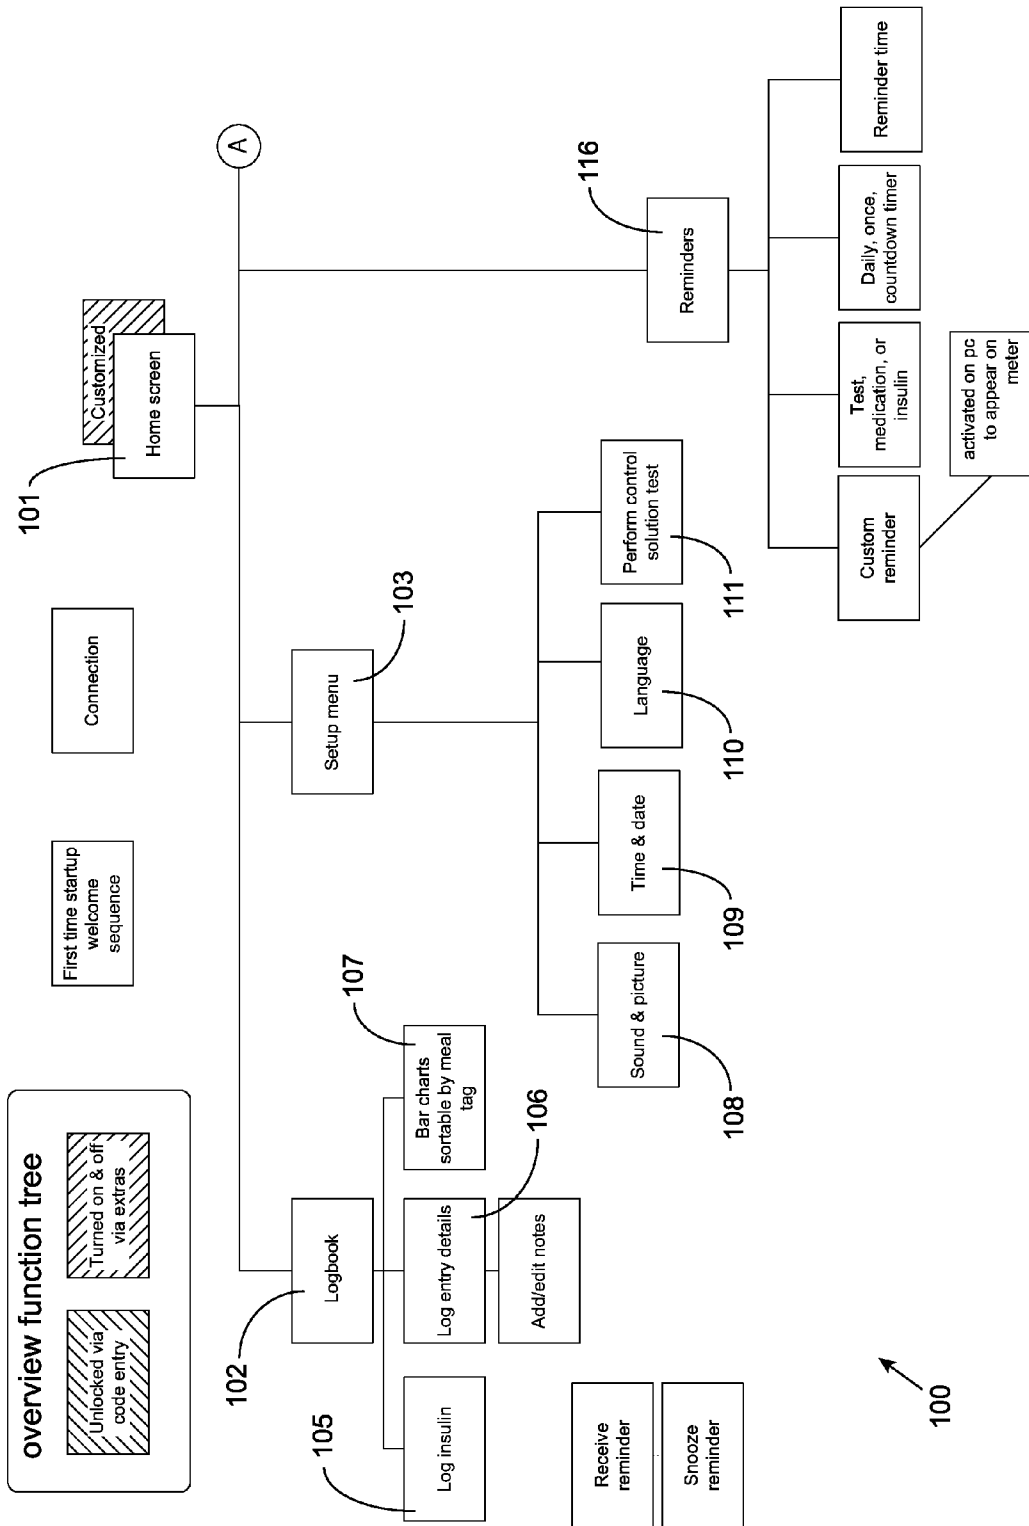 overview function tree
Unlocked via
code entry
Turned on & off
via extras
First time startup
welcome
sequence
Connection
101
Customized
Home screen
A
102
Logbook
Setup menu
103
105
Log insulin
Log entry details
106
Bar charts
sortable by meal
tag
107
Add/edit notes
Sound & picture
108
Time & date
109
Language
110
Perform control
solution test
111
Reminders
116
Receive
reminder
Snooze
reminder
Custom
reminder
Test,
medication, or
insulin
Daily, once,
countdown timer
Reminder time
activated on pc
to appear on
meter
100